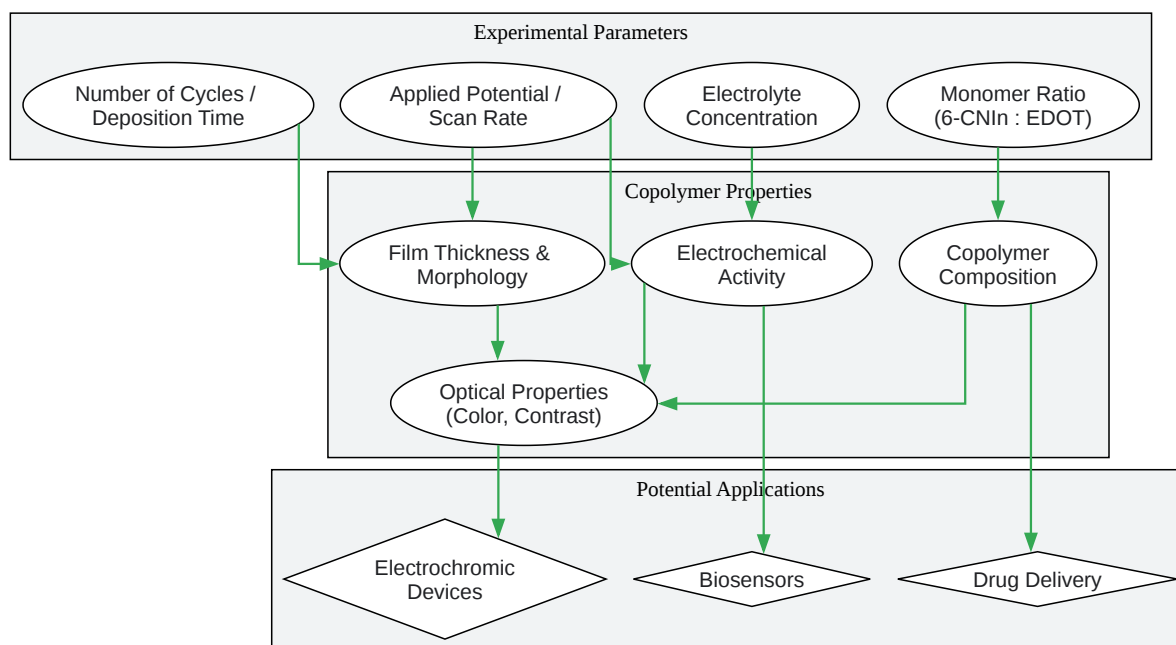 Experimental Parameters
Number of Cycles /
Deposition Time
Applied Potential /
Scan Rate
Electrolyte
Concentration
Monomer Ratio
(6-CNIn : EDOT)
Copolymer Properties
Film Thickness &
Morphology
Electrochemical
Activity
Copolymer
Composition
Optical Properties
(Color, Contrast)
Potential Applications
Electrochromic
Devices
Biosensors
Drug Delivery